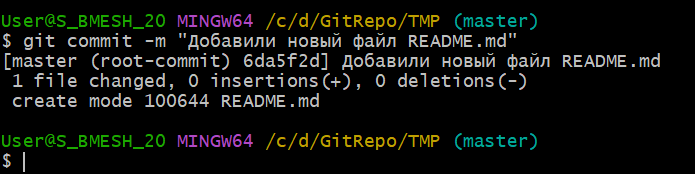 User@S_BMESH_20 MINGW64 /c/d/GitRepo/TMP (master)
$ git commit -m "Добавили новый файл README.md"
[master (root-commit) 6da5f2d] Добавили новый файл README.md
 1 file changed, 0 insertions(+), 0 deletions(-)
 create mode 100644 README.md
User@S_BMESH_20 MINGW64 /c/d/GitRepo/TMP (master)
$